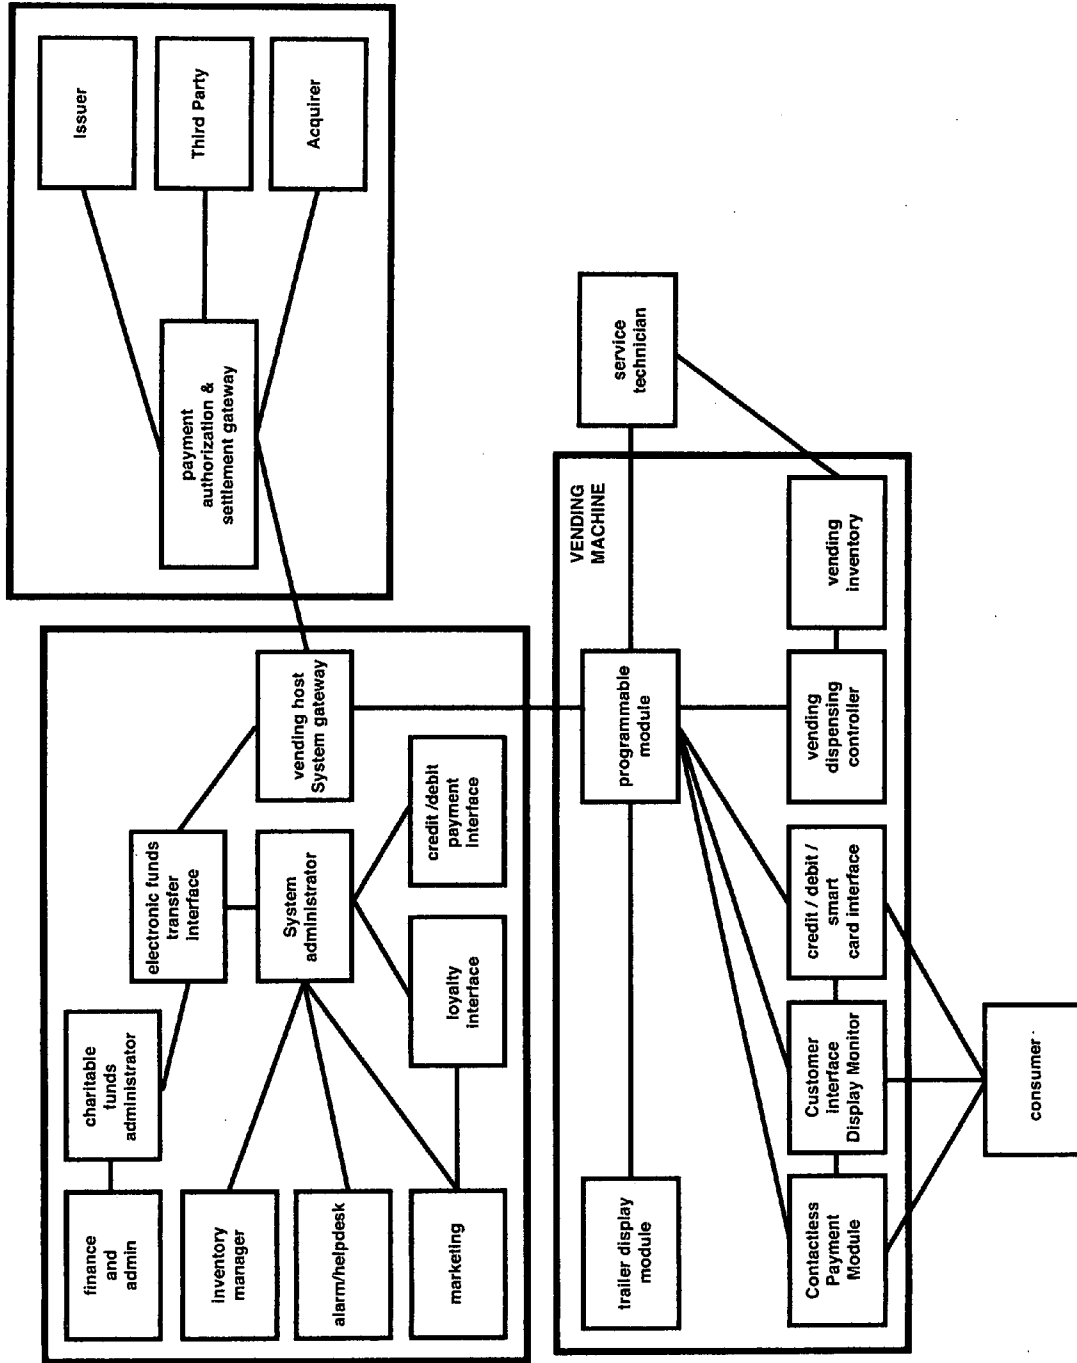 finance
and
admin
charitable
funds
administrator
electronic funds
transfer
interface
inventory
manager
alarm/helpdesk
marketing
System
administrator
loyalty
interface
credit /debit
payment
interface
vending host
System gateway
payment
authorization &
settlement gateway
Issuer
Third Party
Acquirer
VENDING
MACHINE
trailer display
module
programmable
module
service
technician
Contactless
Payment
Module
Customer
interface
Display Monitor
credit / debit /
smart
card interface
vending
dispensing
controller
vending
inventory
consumer